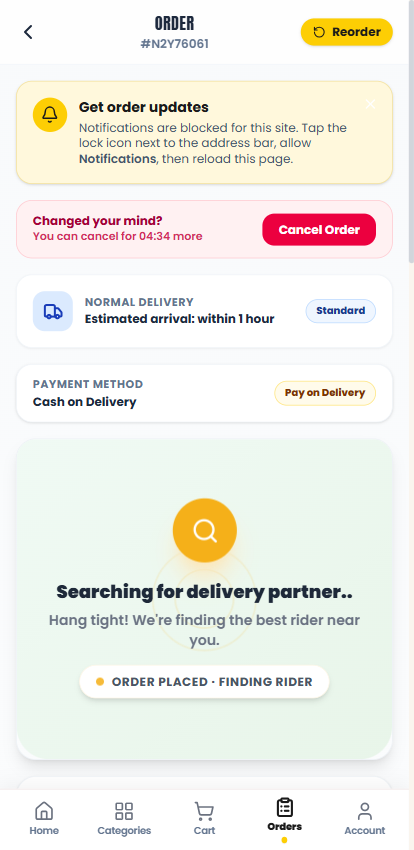 ORDER
#N2Y76061
Reorder
Get order updates
Notifications are blocked for this site. Tap the
lock icon next to the address bar, allow
Notifications, then reload this page.
Changed your mind?
You can cancel for 04:34 more
Cancel Order
NORMAL DELIVERY
Estimated arrival: within 1 hour
Standard
PAYMENT METHOD
Cash on Delivery
Pay on Delivery
Searching for delivery partner..
Hang tight! We're finding the best rider near
you.
ORDER PLACED · FINDING RIDER
Home
Categories
Cart
Orders
Account